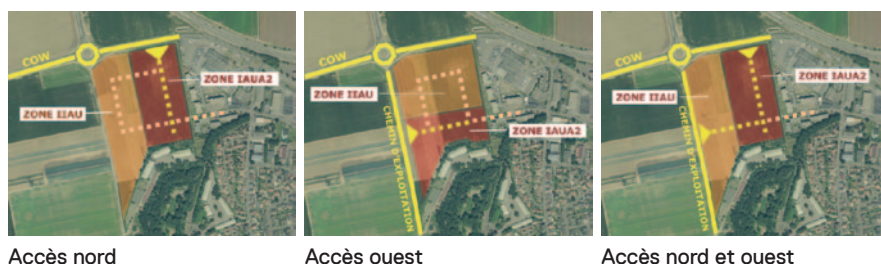 COW
ZONE IAUA2
ZONE IIAU
Accès nord
COW
ZONE IIAU
CHEMIN D'EXPLOITATION
ZONE IAUA2
Accès ouest
COW
ZONE IAUA2
ZONE IIAU
CHEMIN D'EXPLOITATION
Accès nord et ouest